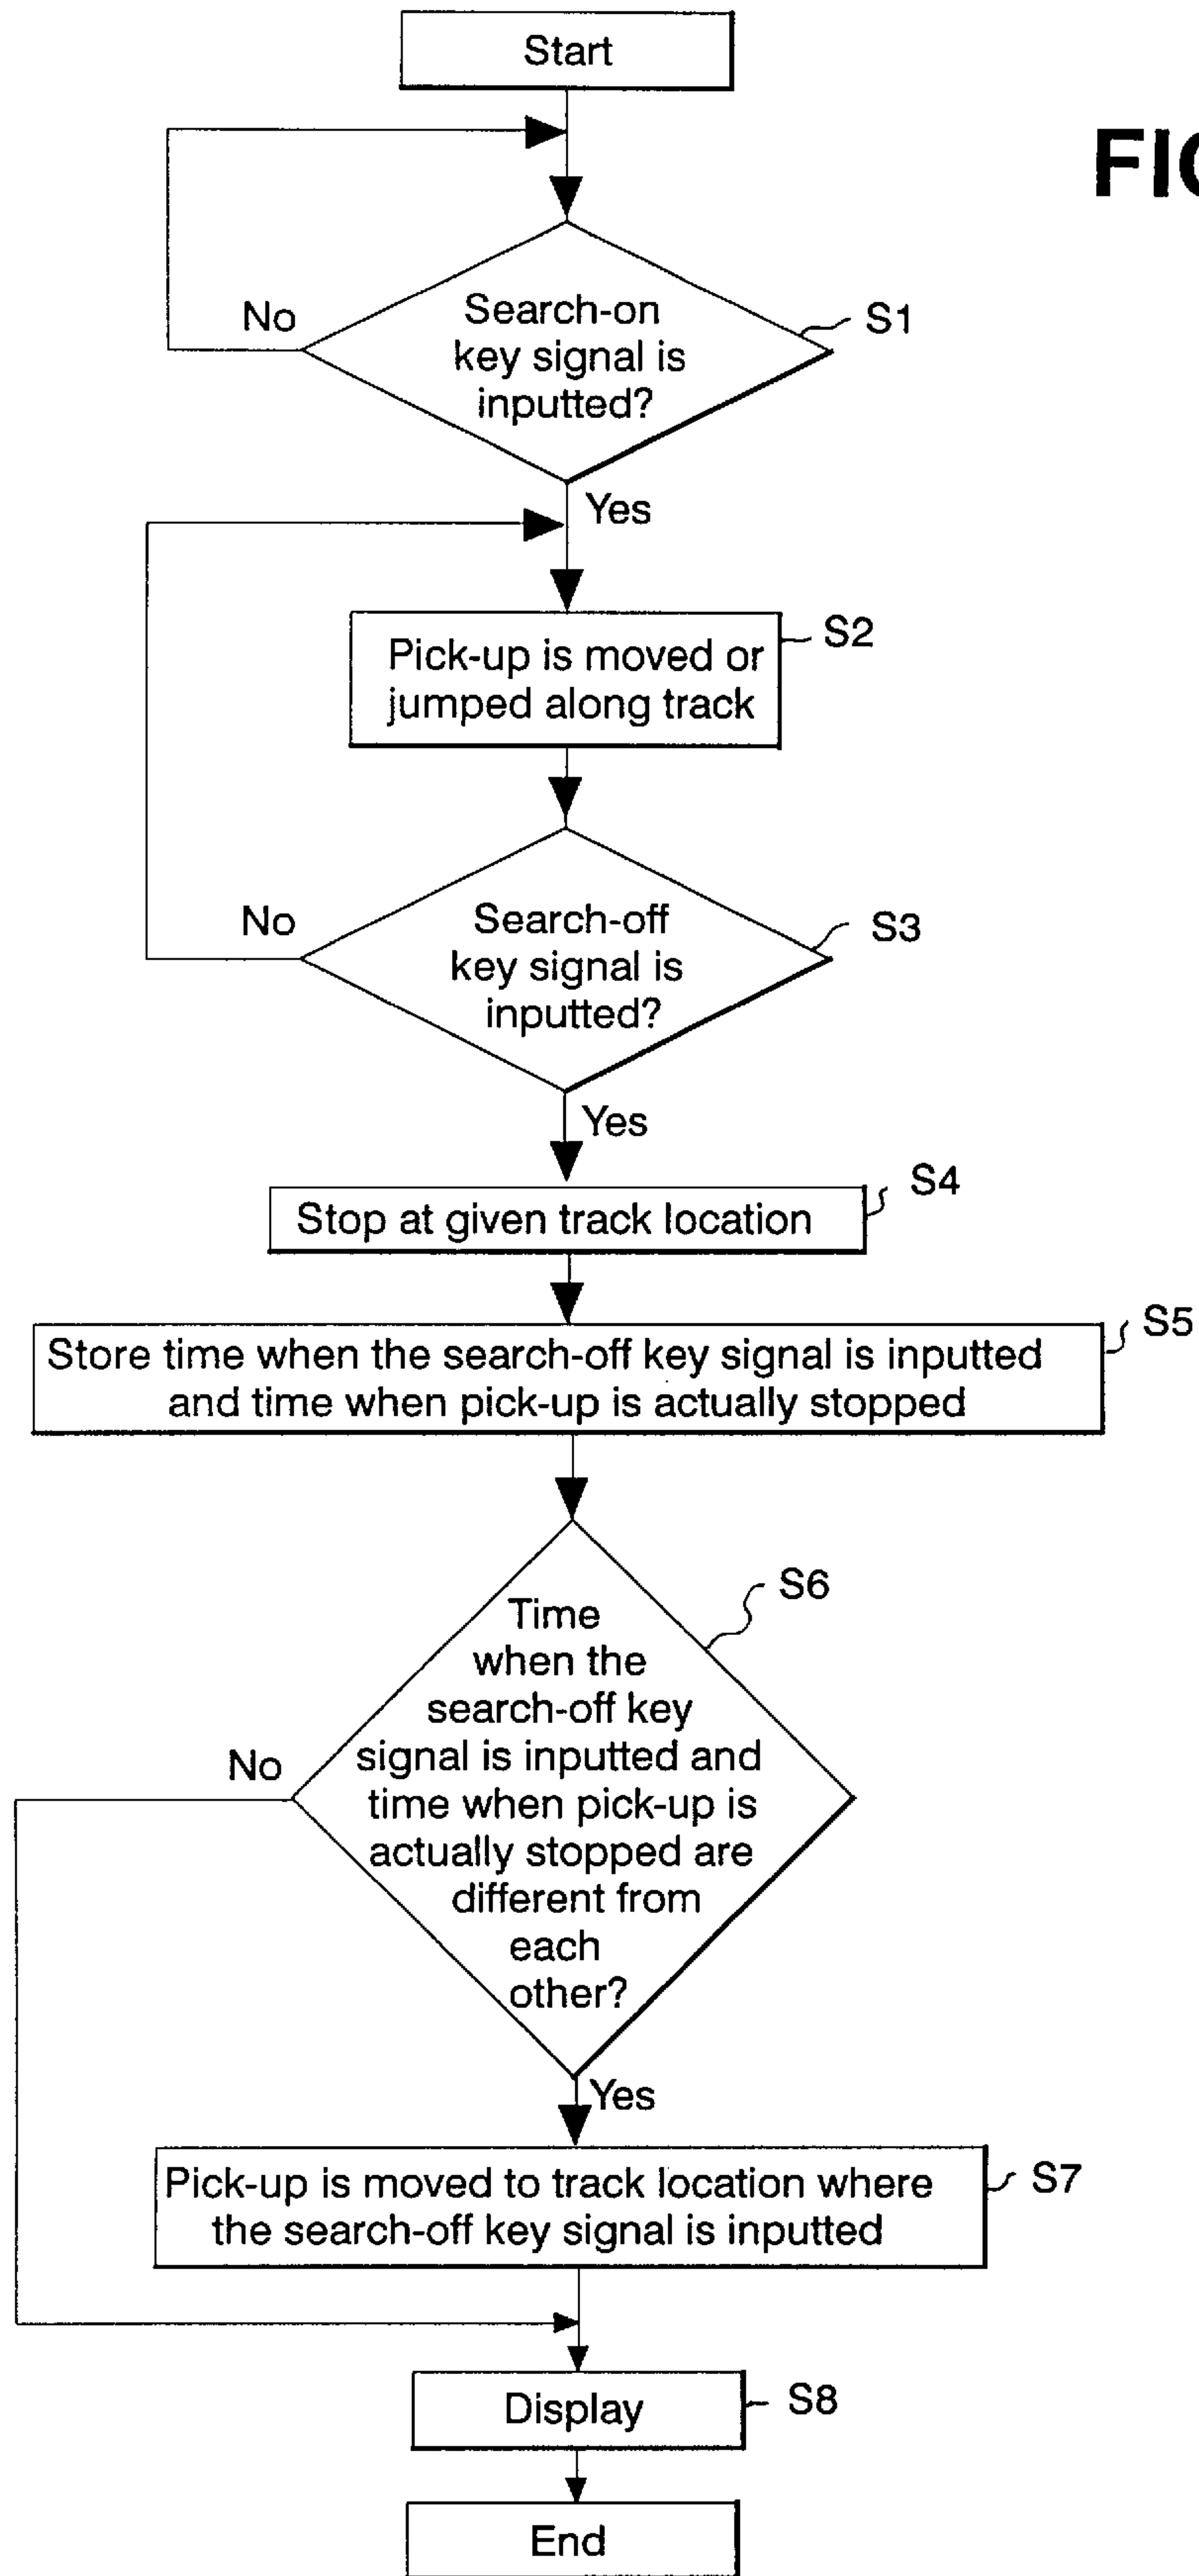 Start
FIG
No
Search-on
key signal is
inputted?
S1
Yes
Pick-up is moved or
jumped along track
S2
No
Search-off
key signal is
inputted?
S3
Yes
Stop at given track location
S4
Store time when the search-off key signal is inputted
and time when pick-up is actually stopped
S5
Time
when the
search-off key
signal is inputted and
time when pick-up is
actually stopped are
different from
each
other?
S6
No
Yes
Pick-up is moved to track location where
the search-off key signal is inputted
S7
Display
S8
End